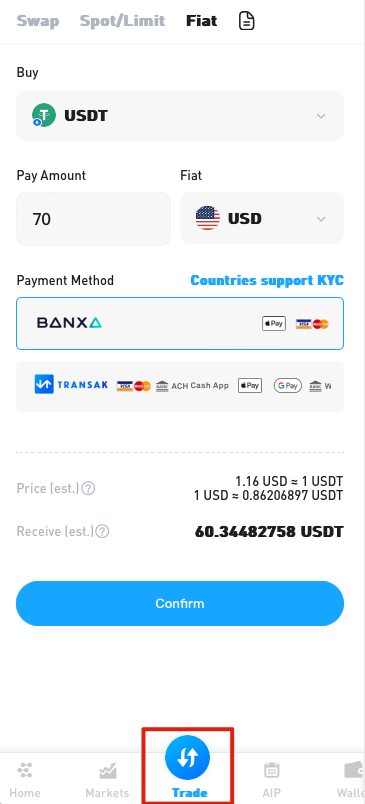 Swap Spot/Limit Fiat
Buy
USDT
Pay Amount Fiat
70 USD
Payment Method Countries support KYC
BANXA Pay VISA
TRANSAK VISA BANK ACH Cash App Pay G Pay BANK W
Price (est.) ? 1.16 USD ≈ 1 USDT
1 USD ≈ 0.86206897 USDT
Receive (est.) ? 60.34482758 USDT
Confirm
Home Markets Trade AIP Walle